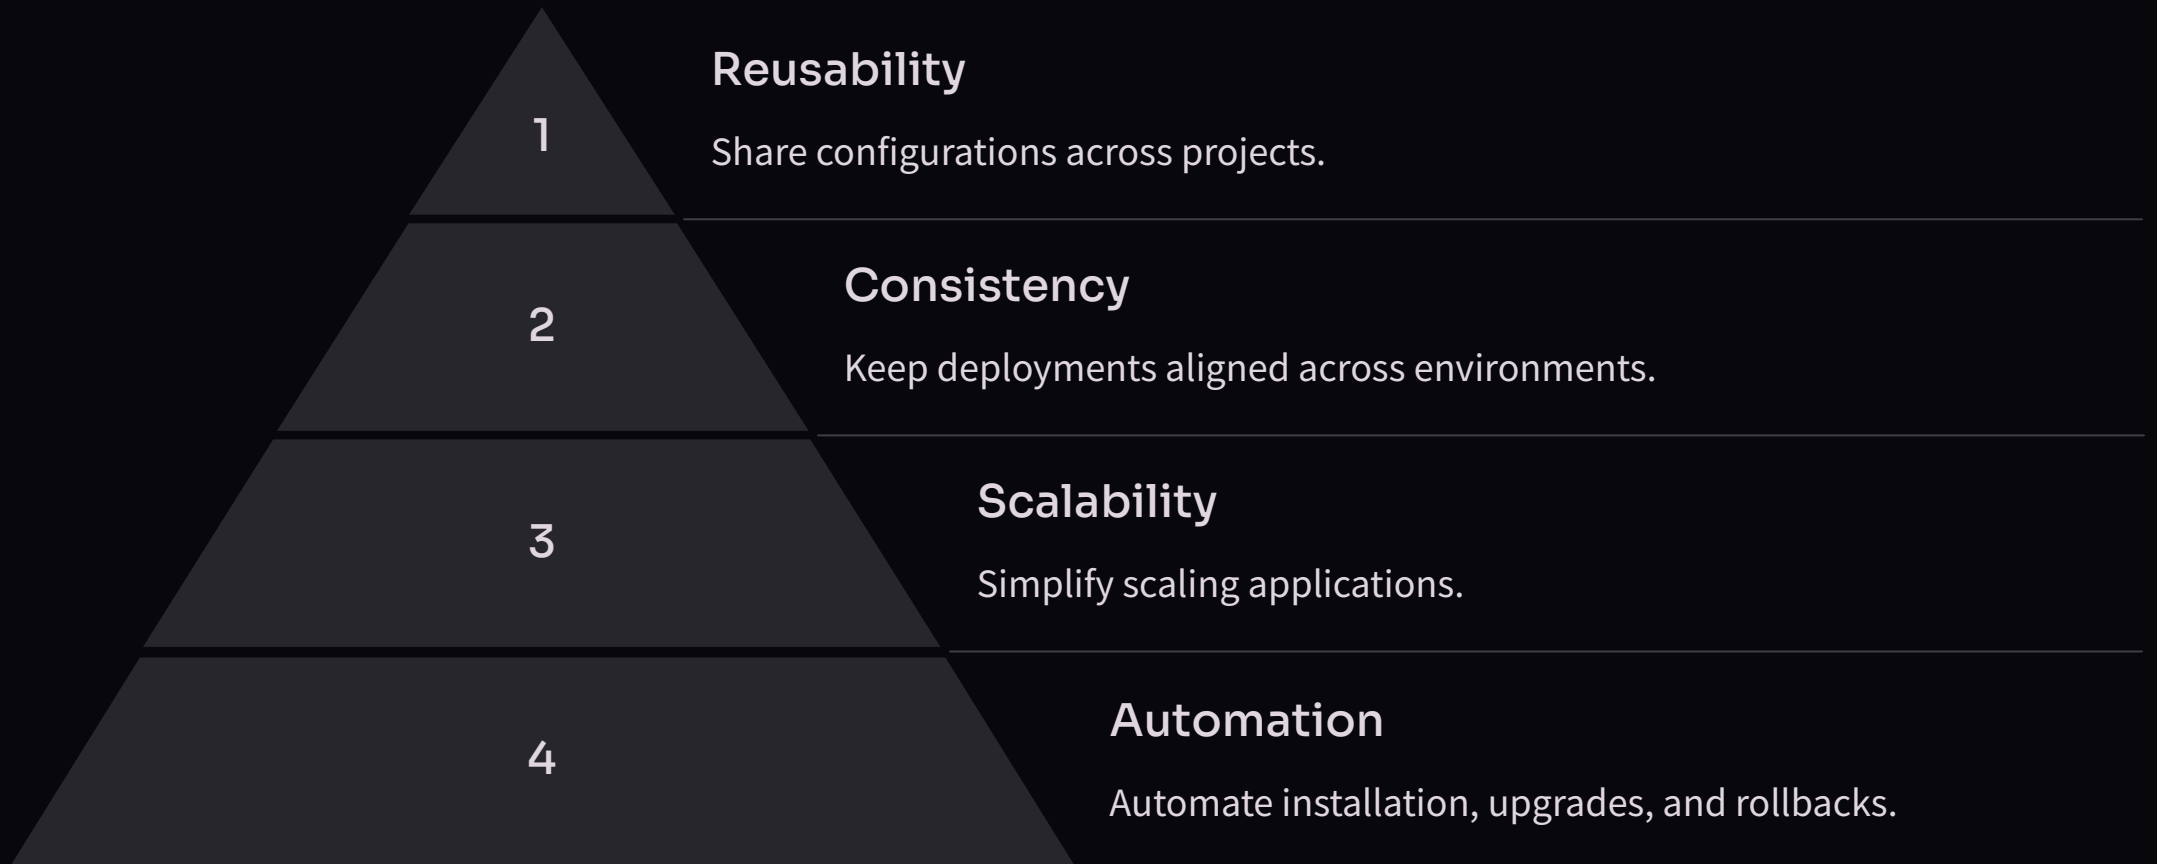 1
Reusability
Share configurations across projects.
2
Consistency
Keep deployments aligned across environments.
3
Scalability
Simplify scaling applications.
4
Automation
Automate installation, upgrades, and rollbacks.